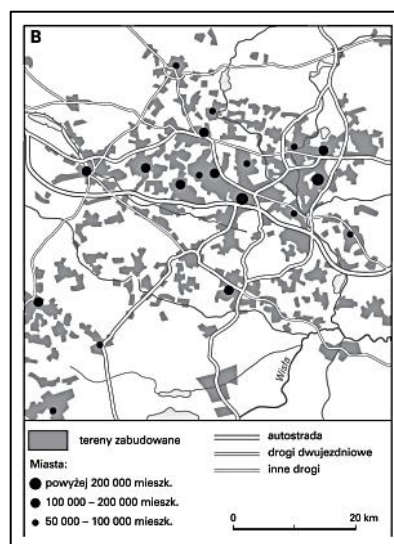 B
Wisła
tereny zabudowane
Miasta:
powyżej 200 000 mieszk.
100 000 – 200 000 mieszk.
50 000 – 100 000 mieszk.
autostrada
drogi dwujezdniowe
inne drogi
0 20 km